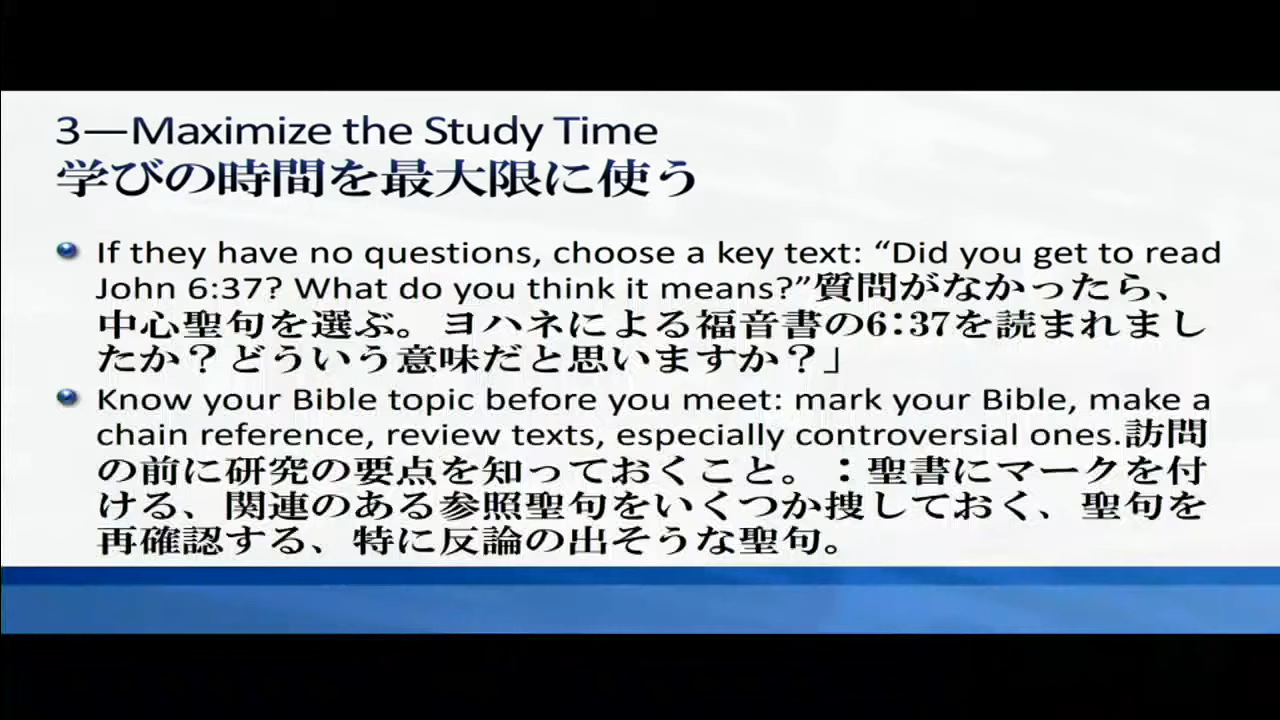 3—Maximize the Study Time
学びの時間を最大限に使う
If they have no questions, choose a key text: “Did you get to read
John 6:37? What do you think it means?”質問がなかったら、
中心聖句を選ぶ。ヨハネによる福音書の6：37を読まれまし
たか？どういう意味だと思いますか？」
Know your Bible topic before you meet: mark your Bible, make a
chain reference, review texts, especially controversial ones.訪問
の前に研究の要点を知っておくこと。：聖書にマークを付
ける、関連のある参照聖句をいくつか捜しておく、聖句を
再確認する、特に反論の出そうな聖句。